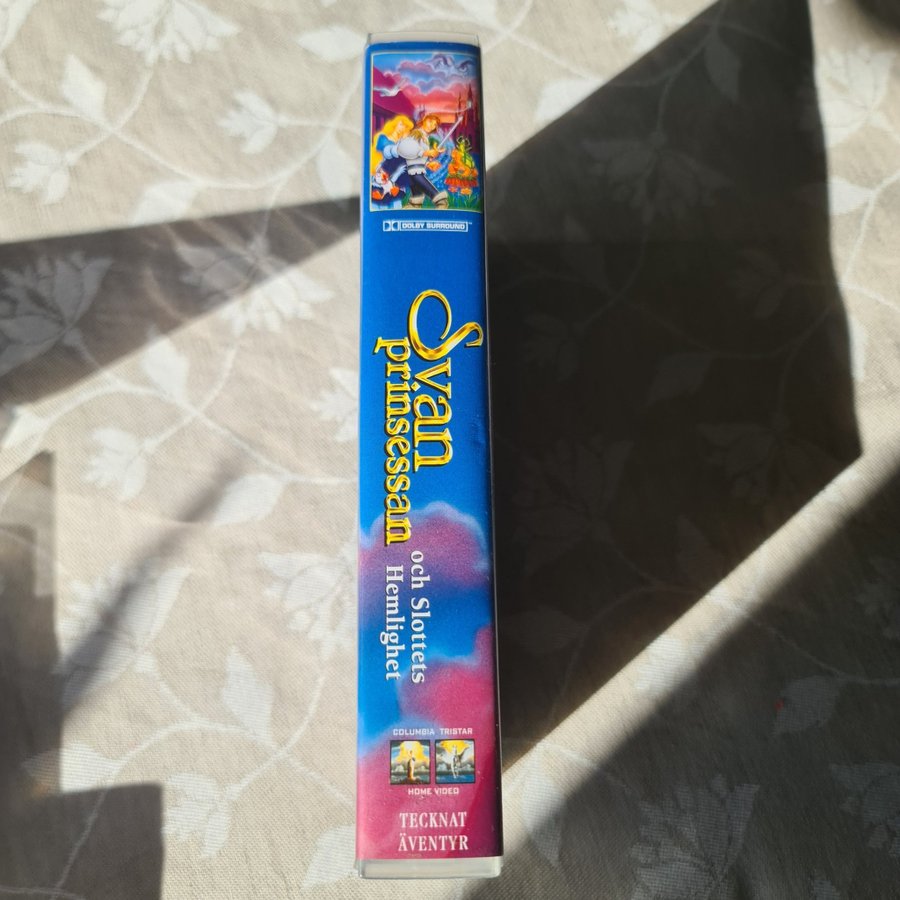 DOLBY SURROUND
Svan
prinsessan
och Slottets
Hemlighet
COLUMBIA TRISTAR
HOME VIDEO
TECKNAT
ÄVENTYR